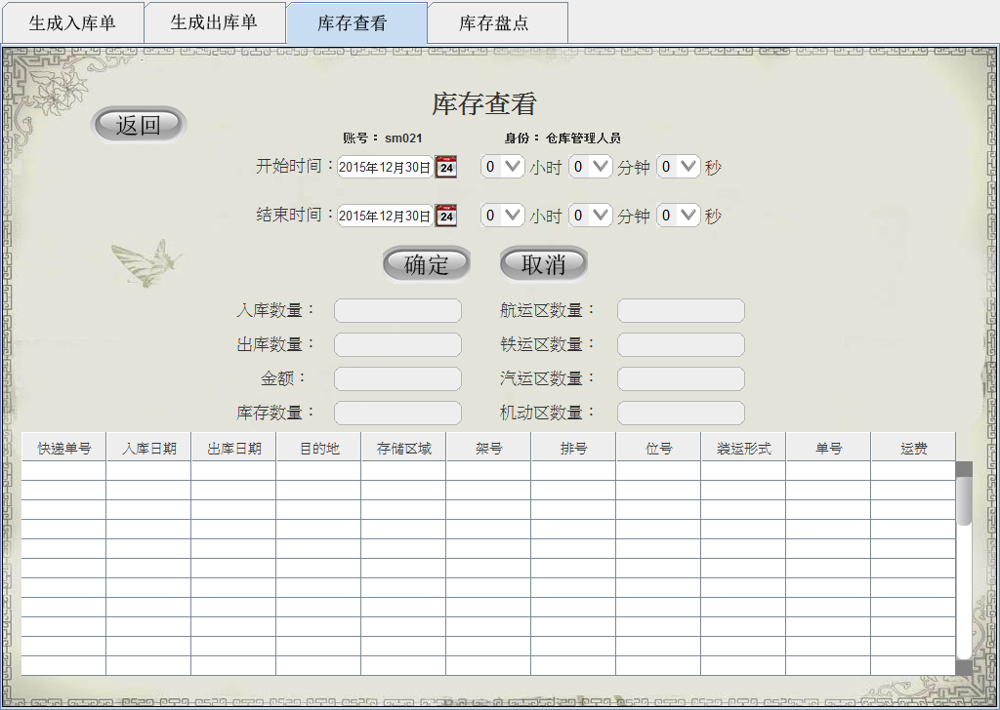 生成入库单 生成出库单 库存查看 库存盘点
库存查看
返回
账号： sm021 身份： 仓库管理人员
开始时间： 2015年12月30日 24 0 小时 0 分钟 0 秒
结束时间： 2015年12月30日 24 0 小时 0 分钟 0 秒
确定 取消
入库数量： 航运区数量：
出库数量： 铁运区数量：
金额： 汽运区数量：
库存数量： 机动区数量：
快递单号 入库日期 出库日期 目的地 存储区域 架号 排号 位号 装运形式 单号 运费